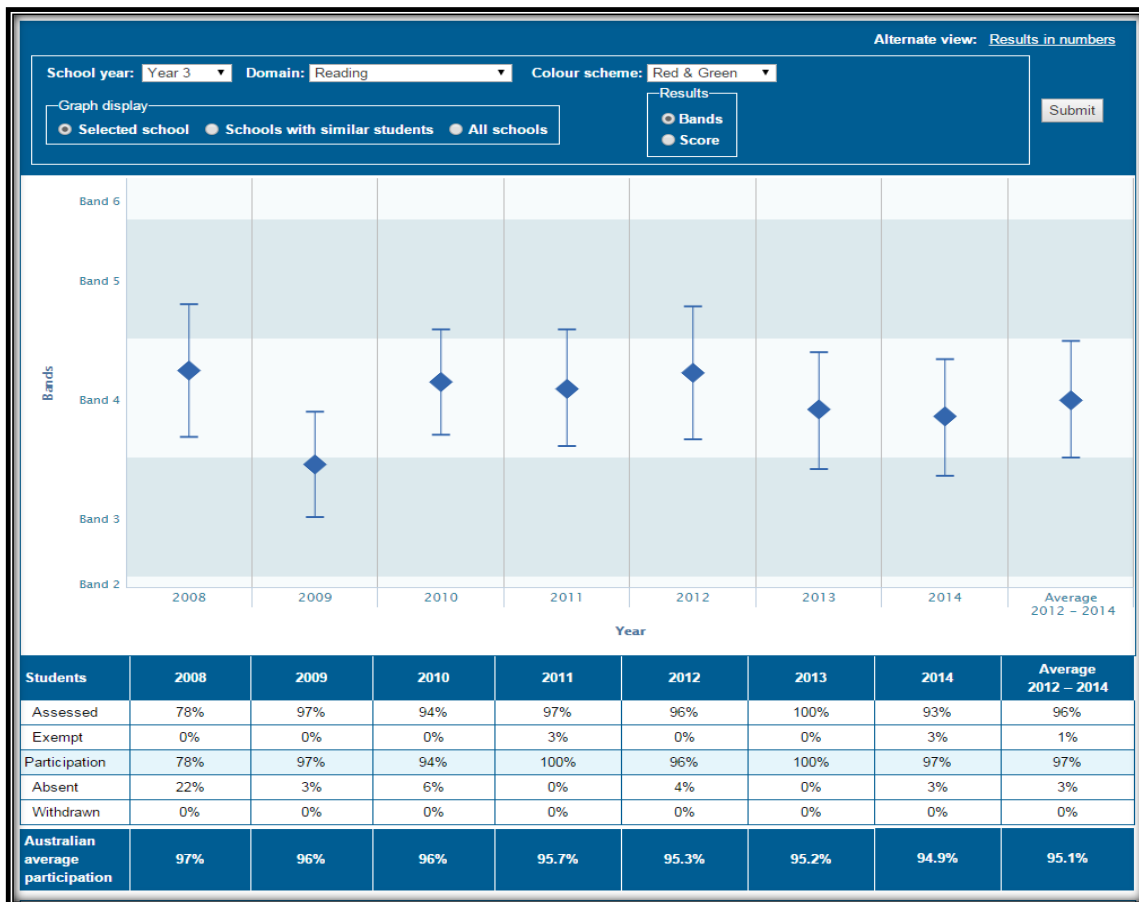 Alternate view: Results in numbers
School year: Year 3 Domain: Reading Colour scheme: Red & Green
Graph display
Selected school Schools with similar students All schools
Results
Bands
Score
Submit
Band 6
Band 5
Band 4
Band 3
Band 2
Bands
2008 2009 2010 2011 2012 2013 2014 Average
2012 – 2014
Year
Students 2008 2009 2010 2011 2012 2013 2014 Average
2012 – 2014
Assessed 78% 97% 94% 97% 96% 100% 93% 96%
Exempt 0% 0% 0% 3% 0% 0% 3% 1%
Participation 78% 97% 94% 100% 96% 100% 97% 97%
Absent 22% 3% 6% 0% 4% 0% 3% 3%
Withdrawn 0% 0% 0% 0% 0% 0% 0% 0%
Australian
average
participation 97% 96% 96% 95.7% 95.3% 95.2% 94.9% 95.1%